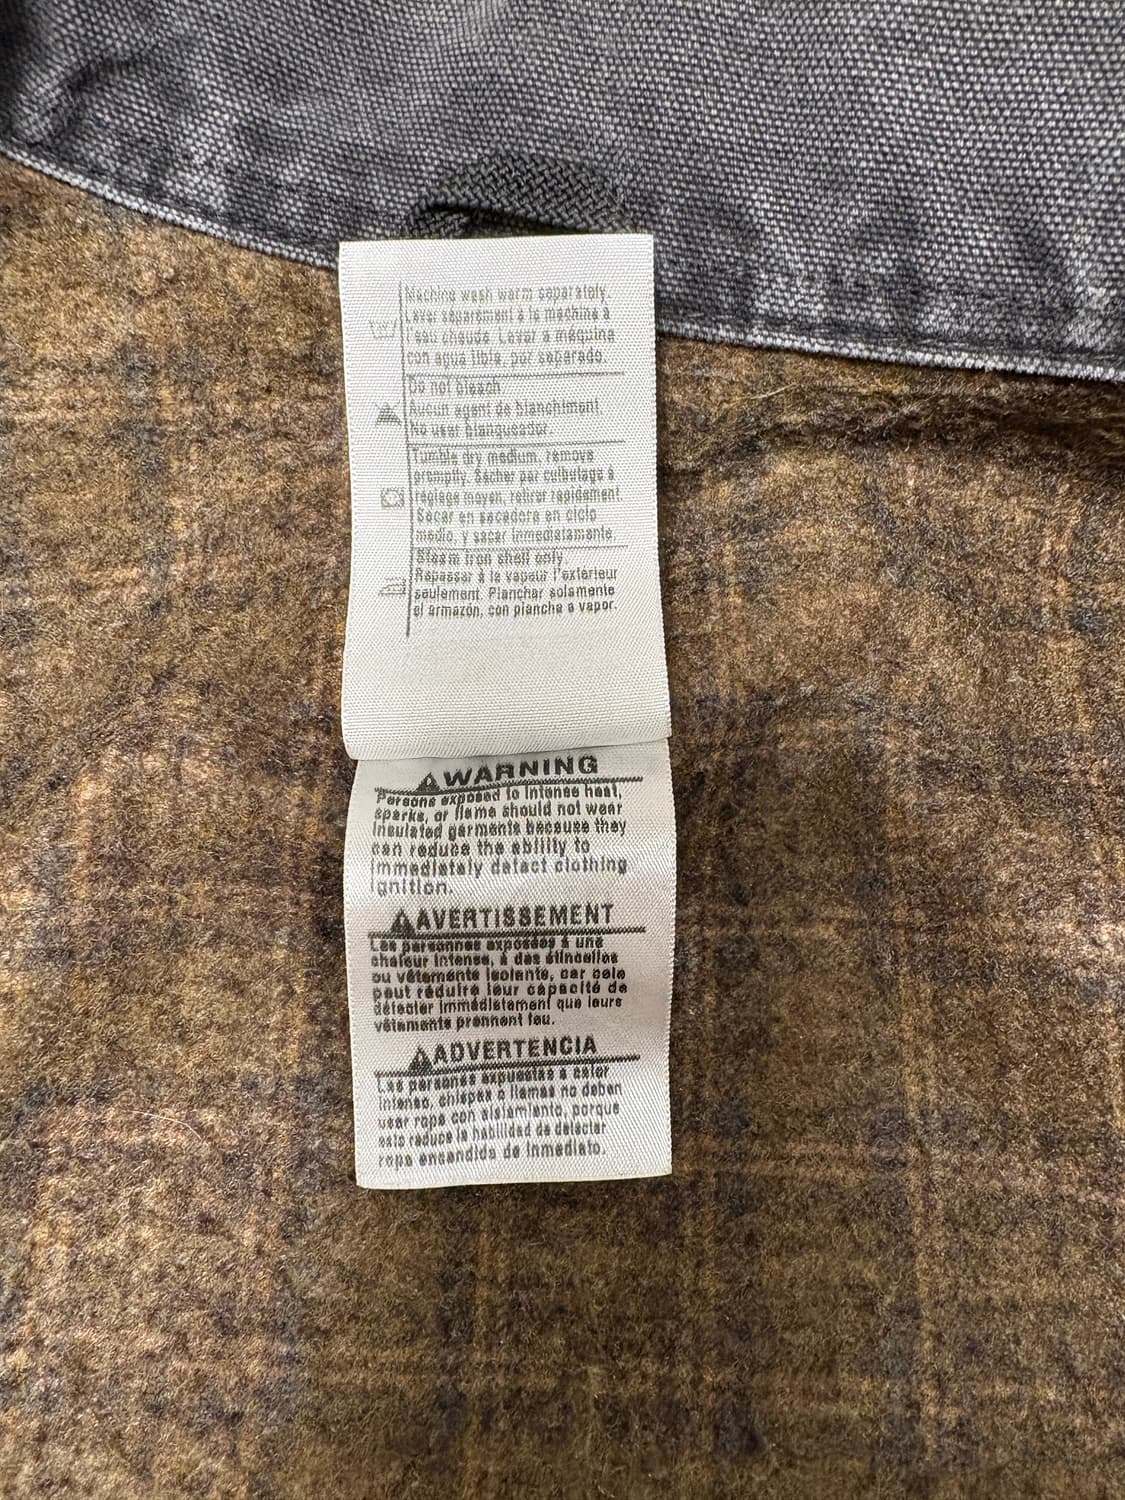 Machine wash warm separately.
Laver séparément à la machine à
l'eau chaude. Lavar a máquina
con agua tibia, por separado.
Do not bleach
Aucun agent de blanchiment.
No usar blanqueador.
Tumble dry medium, remove
promptly. Sécher par culbutage à
réglage moyen, retirer rapidement.
Secar en secadora en ciclo
medio, y sacar inmediatamente.
Steam iron shell only.
Repasser à la vapeur l'extérieur
seulement. Planchar solamente
el armazón, con plancha a vapor.
WARNING
Persons exposed to intense heat,
sparks, or flame should not wear
insulated garments because they
can reduce the ability to
immediately detect clothing
ignition.
AVERTISSEMENT
Les personnes exposées à une
chaleur intense, à des étincelles
ou vêtements isolants, car cela
peut réduire leur capacité de
détecter immédiatement que leurs
vêtements prennent feu.
ADVERTENCIA
Las personas expuestas a calor
intenso, chispas o llamas no deben
usar ropa con aislamiento, porque
esto reduce la habilidad de detectar
ropa encendida de inmediato.